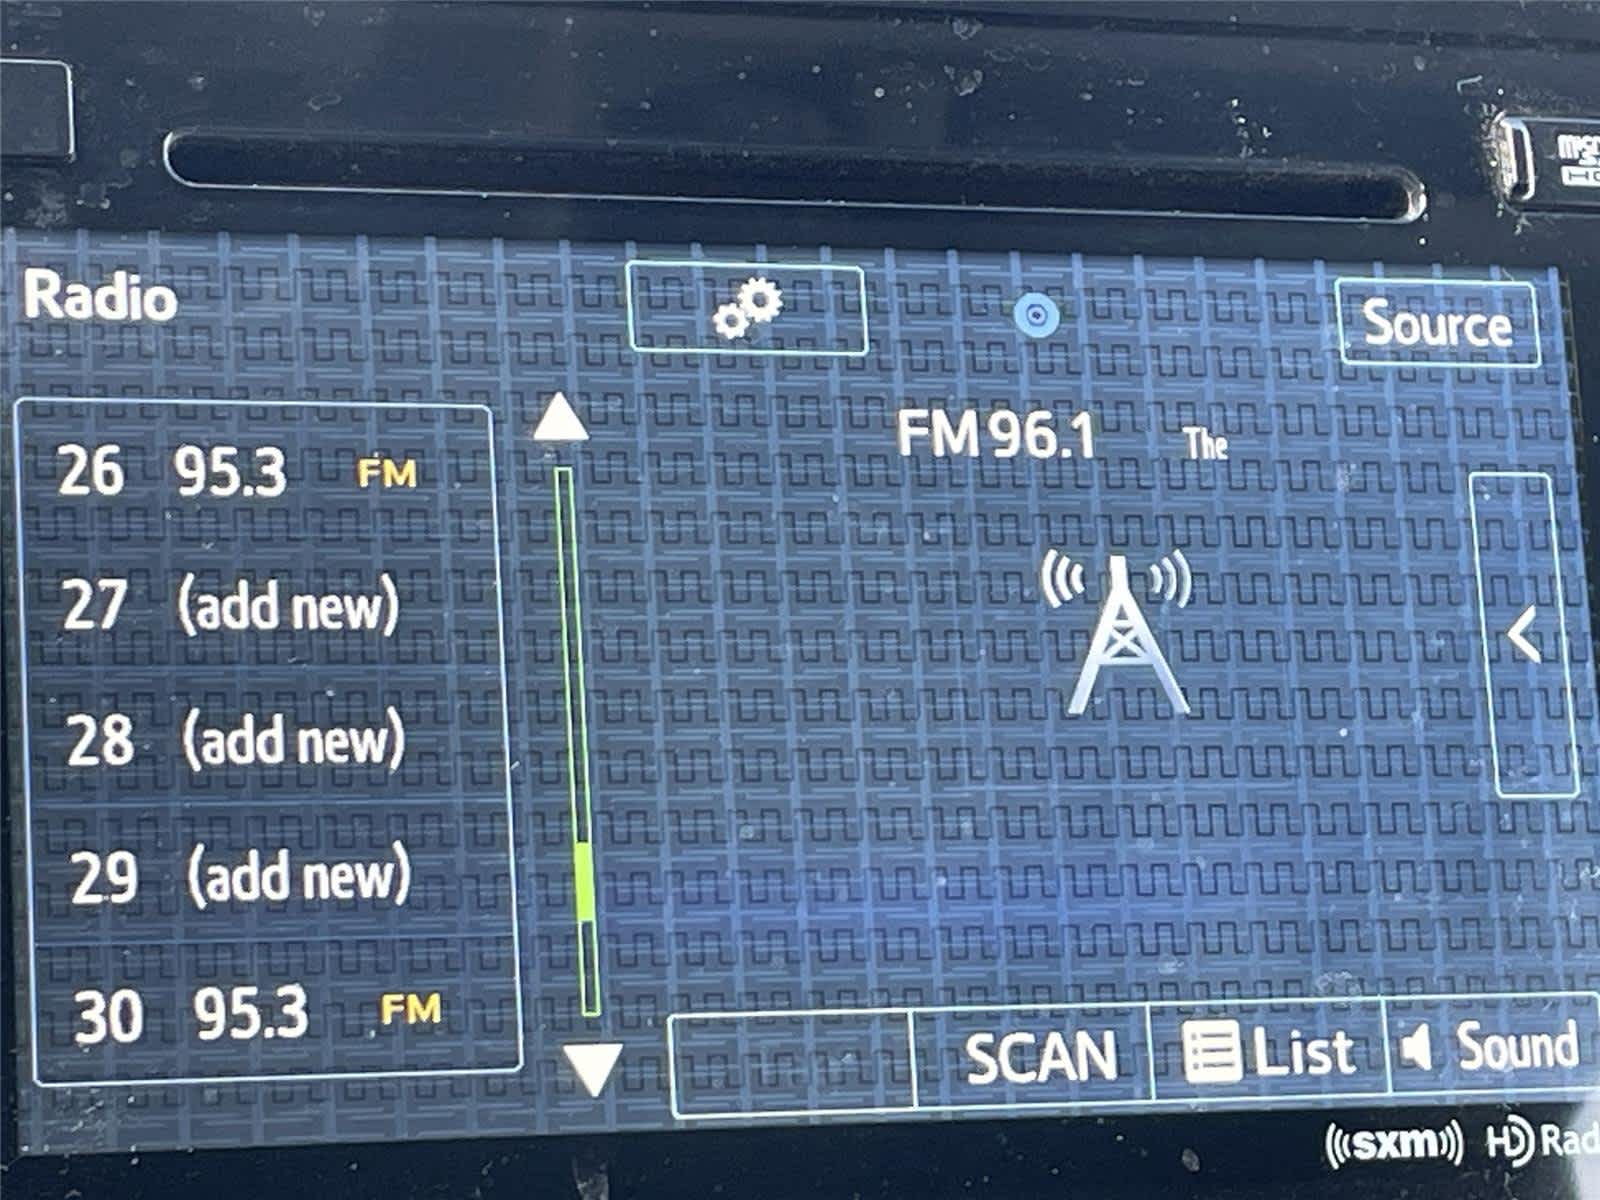 Radio
Source
FM 96.1 The
26 95.3 FM
27 (add new)
28 (add new)
29 (add new)
30 95.3 FM
SCAN List Sound
sxm HD